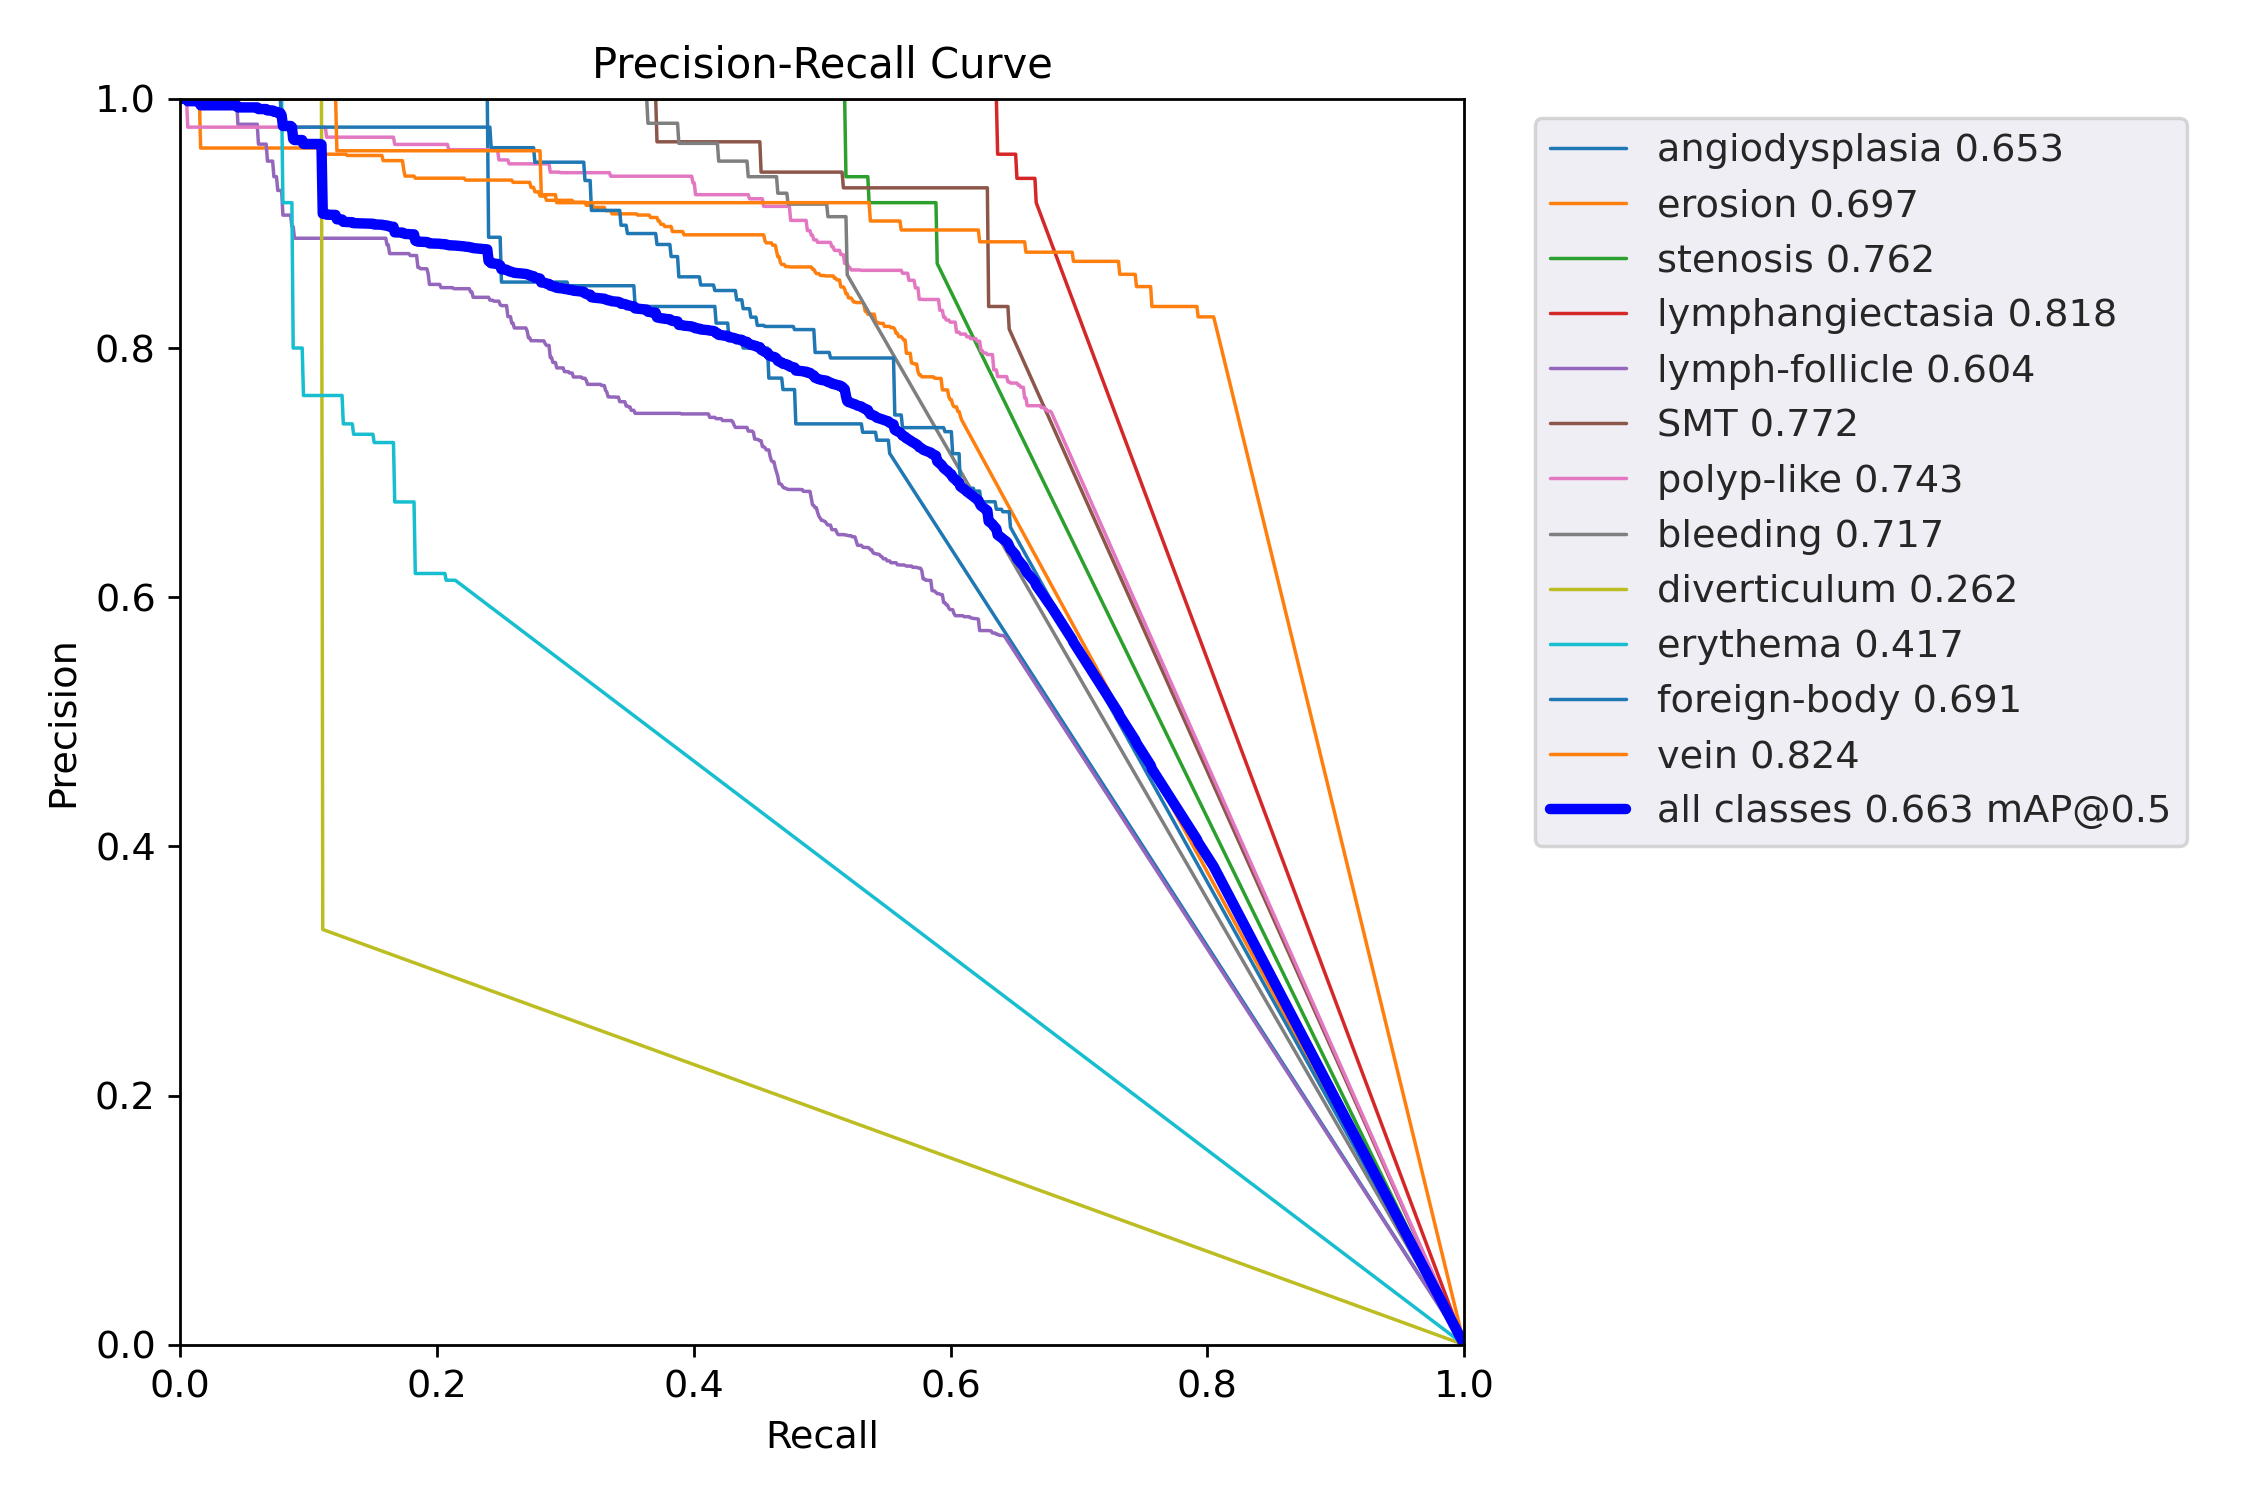 Precision-Recall Curve
1.0
0.8
0.6
0.4
0.2
0.0
Precision
0.0 0.2 0.4 0.6 0.8 1.0
Recall
angiodysplasia 0.653
erosion 0.697
stenosis 0.762
lymphangiectasia 0.818
lymph-follicle 0.604
SMT 0.772
polyp-like 0.743
bleeding 0.717
diverticulum 0.262
erythema 0.417
foreign-body 0.691
vein 0.824
all classes 0.663 mAP@0.5